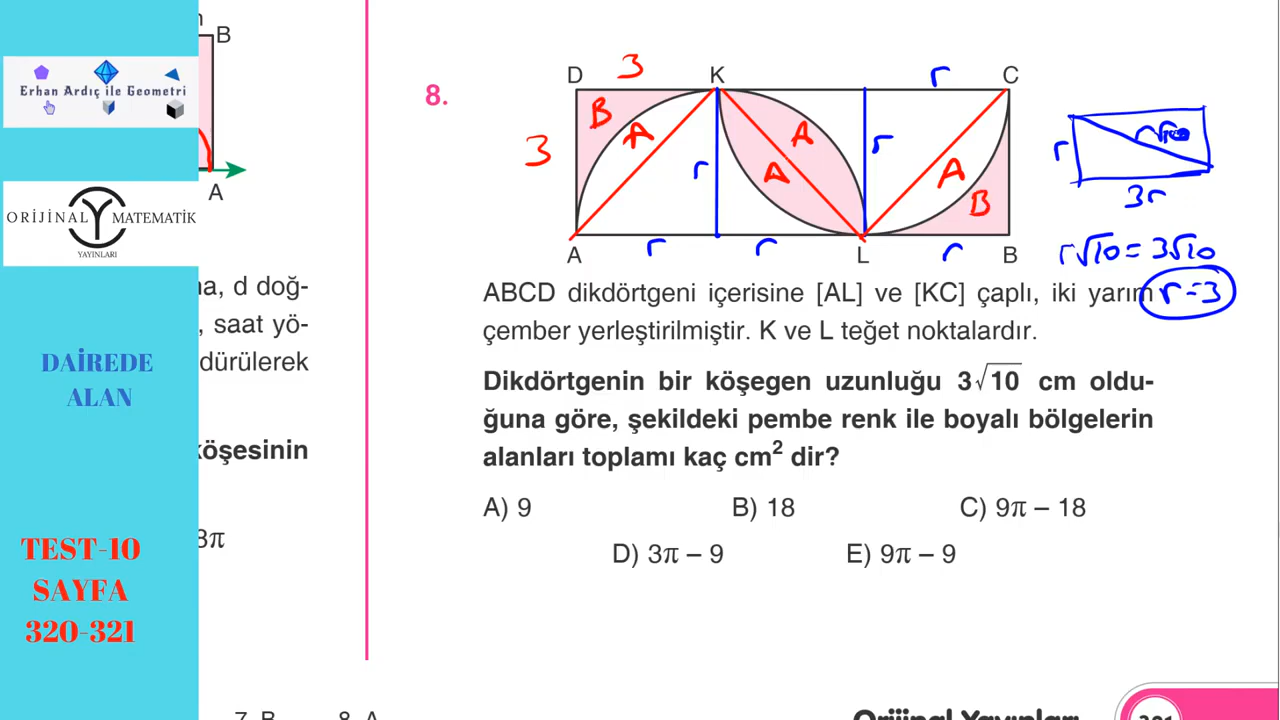 Erhan Ardıç ile Geometri
ORİJİNAL MATEMATİK
YAYINLARI
DAİREDE
ALAN
TEST-10
SAYFA
320-321
B
A
na, d doğ-
, saat yö-
dürülerek
köşesinin
3π
7. B 8. A
8.
D 3 K r C
B A A r r A B
3
A r r L r B
r r√10
3r
r√10 = 3√10
r=3
ABCD dikdörtgeni içerisine [AL] ve [KC] çaplı, iki yarım
çember yerleştirilmiştir. K ve L teğet noktalardır.
Dikdörtgenin bir köşegen uzunluğu 3√10 cm oldu-
ğuna göre, şekildeki pembe renk ile boyalı bölgelerin
alanları toplamı kaç cm² dir?
A) 9 B) 18 C) 9π – 18
D) 3π – 9 E) 9π – 9
Orijinal Yayınları
321